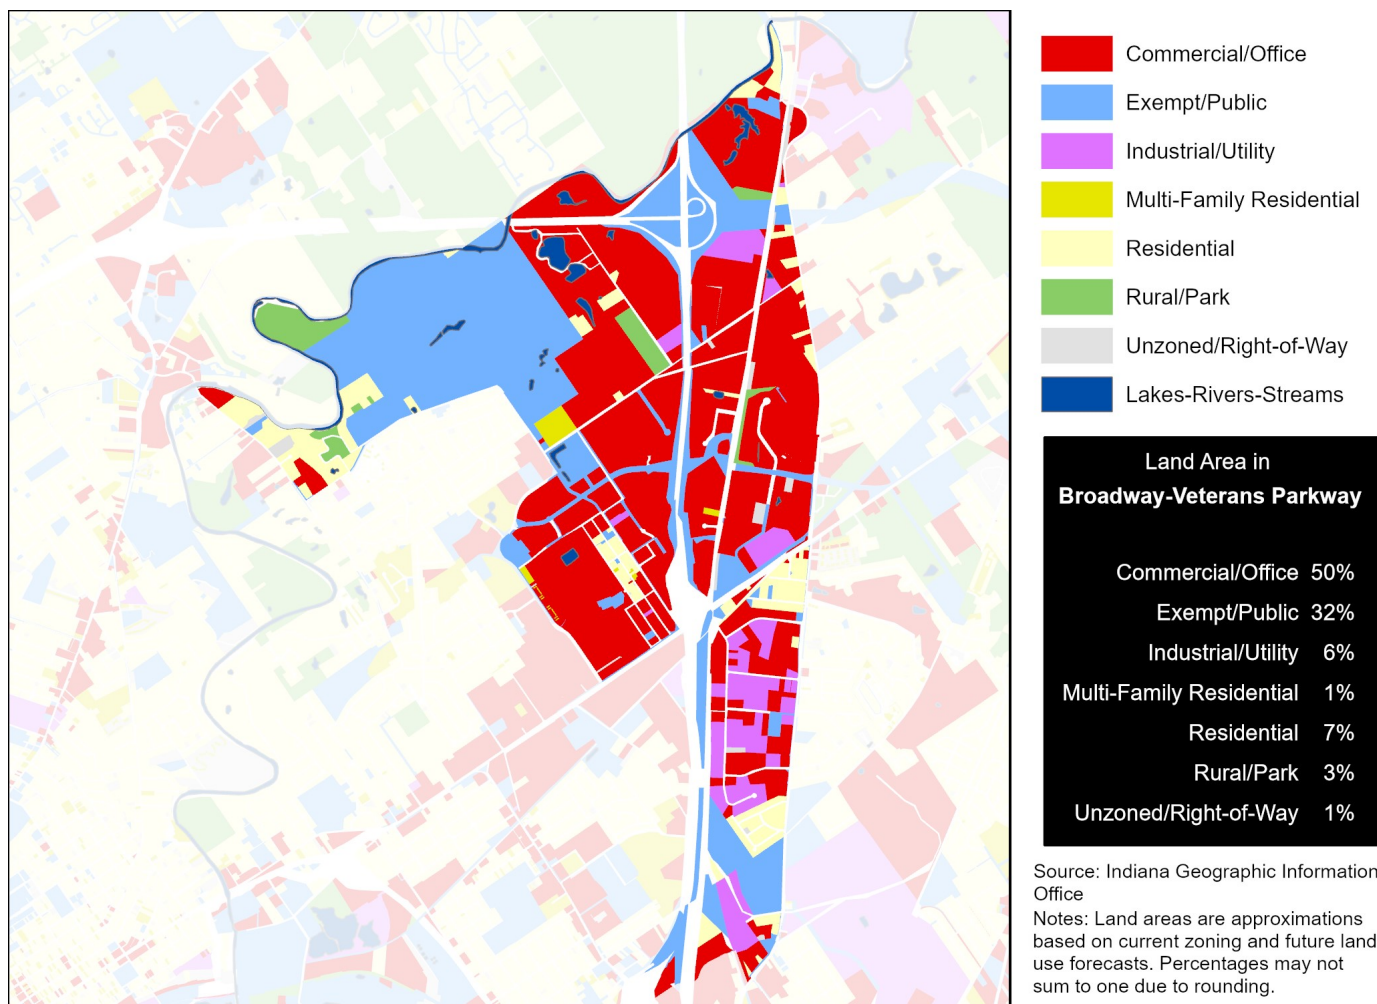 Commercial/Office
Exempt/Public
Industrial/Utility
Multi-Family Residential
Residential
Rural/Park
Unzoned/Right-of-Way
Lakes-Rivers-Streams
Land Area in
Broadway-Veterans Parkway
Commercial/Office 50%
Exempt/Public 32%
Industrial/Utility 6%
Multi-Family Residential 1%
Residential 7%
Rural/Park 3%
Unzoned/Right-of-Way 1%
Source: Indiana Geographic Information
Office
Notes: Land areas are approximations
based on current zoning and future land
use forecasts. Percentages may not
sum to one due to rounding.